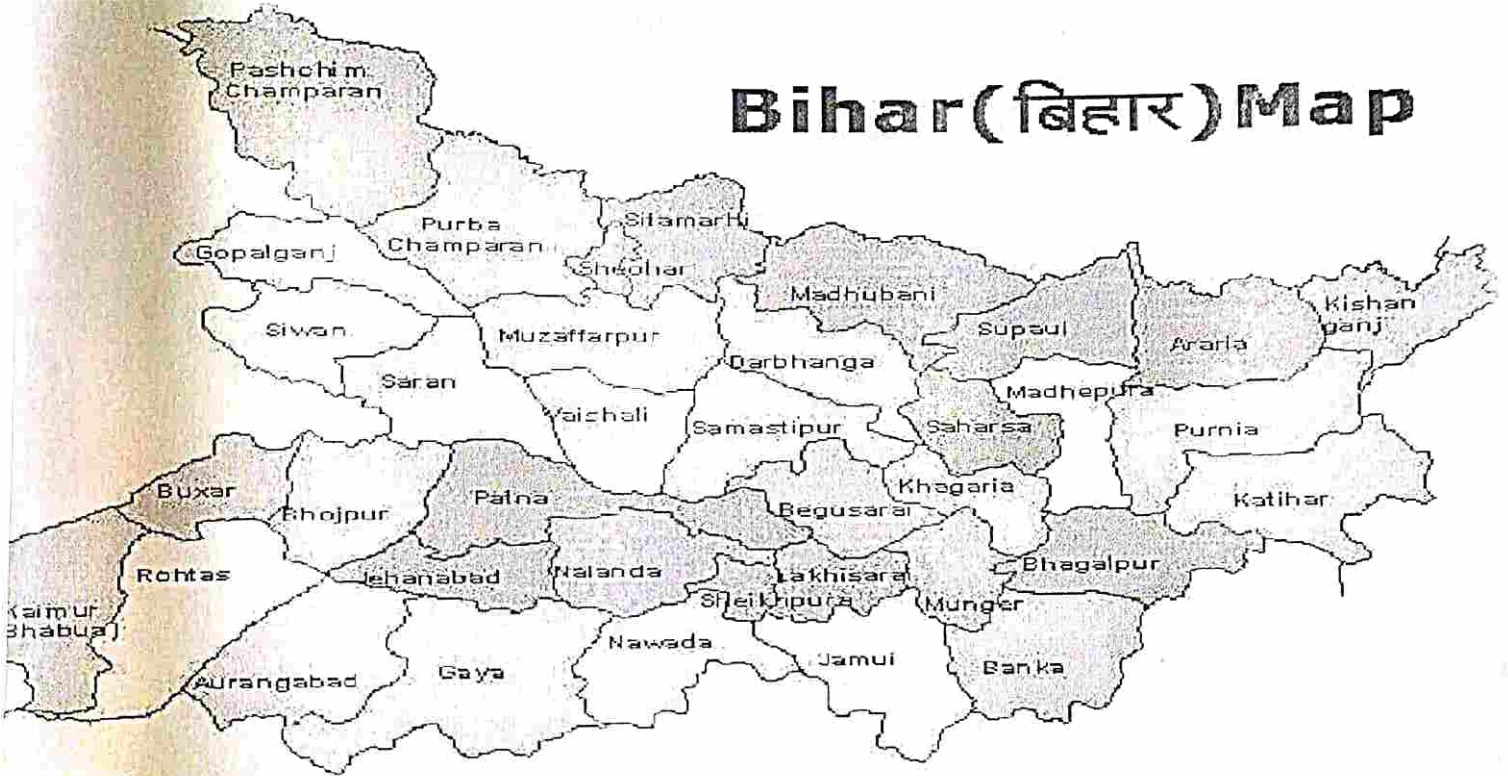 Bihar(बिहार)Map
Pashchim
Champaran
Purba
Champaran
Sitamarhi
Gopalganj
Sheohar
Madhubani
Kishan
ganj
Siwan
Muzaffarpur
Supaul
Araria
Darbhanga
Saran
Madhepura
Vaishali
Samastipur
Saharsa
Purnia
Buxar
Bhojpur
Patna
Begusarai
Khagaria
Katihar
Rohtas
Jehanabad
Nalanda
Lakhisarai
Bhagalpur
Kaimur
Bhabua)
Sheikhpura
Munger
Nawada
Aurangabad
Gaya
Jamui
Banka